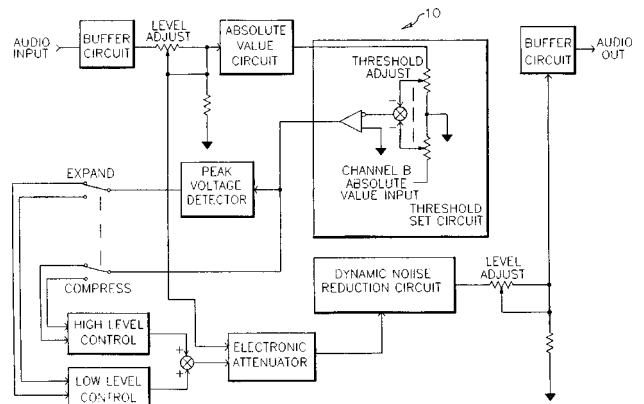 10
AUDIO
INPUT
BUFFER
CIRCUIT
LEVEL
ADJUST
ABSOLUTE
VALUE
CIRCUIT
THRESHOLD
ADJUST
BUFFER
CIRCUIT
AUDIO
OUT
CHANNEL B
ABSOLUTE
VALUE INPUT
THRESHOLD
SET CIRCUIT
EXPAND
PEAK
VOLTAGE
DETECTOR
COMPRESS
DYNAMIC NOISE
REDUCTION CIRCUIT
LEVEL
ADJUST
HIGH LEVEL
CONTROL
+
+
ELECTRONIC
ATTENUATOR
LOW LEVEL
CONTROL